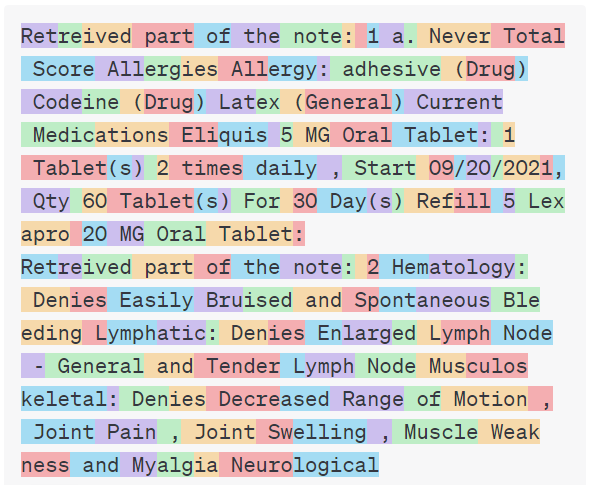 Retreived part of the note: 1 a. Never Total
Score Allergies Allergy: adhesive (Drug)
Codeine (Drug) Latex (General) Current
Medications Eliquis 5 MG Oral Tablet: 1
Tablet(s) 2 times daily , Start 09/20/2021,
Qty 60 Tablet(s) For 30 Day(s) Refill 5 Lex
apro 20 MG Oral Tablet:
Retreived part of the note: 2 Hematology:
Denies Easily Bruised and Spontaneous Ble
eding Lymphatic: Denies Enlarged Lymph Node
- General and Tender Lymph Node Musculos
keletal: Denies Decreased Range of Motion ,
Joint Pain , Joint Swelling , Muscle Weak
ness and Myalgia Neurological